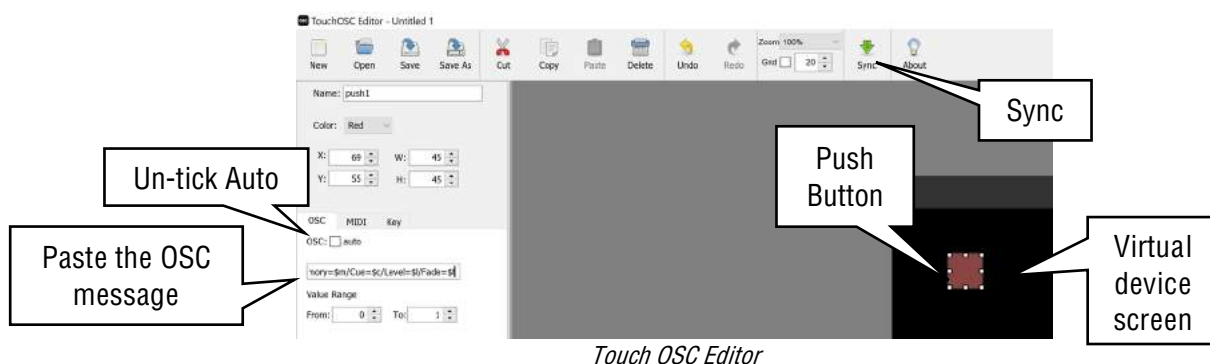 TouchOSC Editor - Untitled 1
New Open Save Save As Cut Copy Paste Delete Undo Redo Zoom 100% Grid 20 Sync About
Name: push1
Color: Red
X: 69 W: 45
Y: 55 H: 45
OSC MIDI Key
OSC: auto
mory=$m/Cue=$c/Level=$l/Fade=$f
Value Range
From: 0 To: 1
Sync
Push
Button
Un-tick Auto
Paste the OSC
message
Virtual
device
screen
Touch OSC Editor